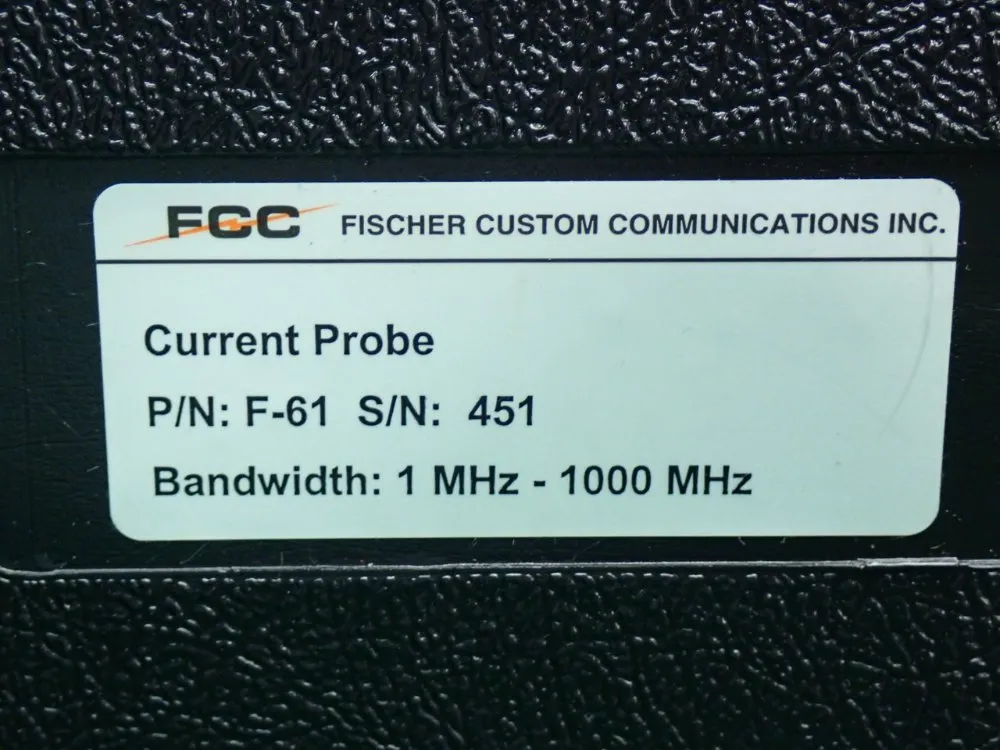 FCC FISCHER CUSTOM COMMUNICATIONS INC.
Current Probe
P/N: F-61 S/N: 451
Bandwidth: 1 MHz - 1000 MHz